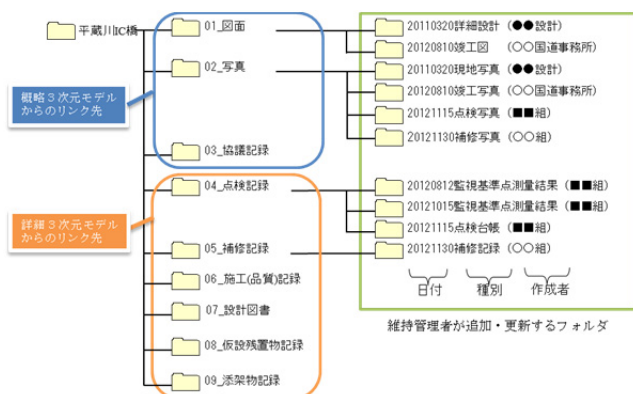 平蔵川IC橋
01_図面
02_写真
03_協議記録
04_点検記録
05_補修記録
06_施工(品質)記録
07_設計図書
08_仮設残置物記録
09_添架物記録
概略3次元モデル
からのリンク先
詳細3次元モデル
からのリンク先
20110320詳細設計（●●設計）
20120810竣工図　（○○国道事務所）
20110320現地写真（●●設計）
20120810竣工写真（○○国道事務所）
20121115点検写真（■■組）
20121130補修写真（○○組）
20120812監視基準点測量結果（■■組）
20121015監視基準点測量結果（■■組）
20121115点検台帳（■■組）
20121130補修記録（○○組）
日付　種別　作成者
維持管理者が追加・更新するフォルダ